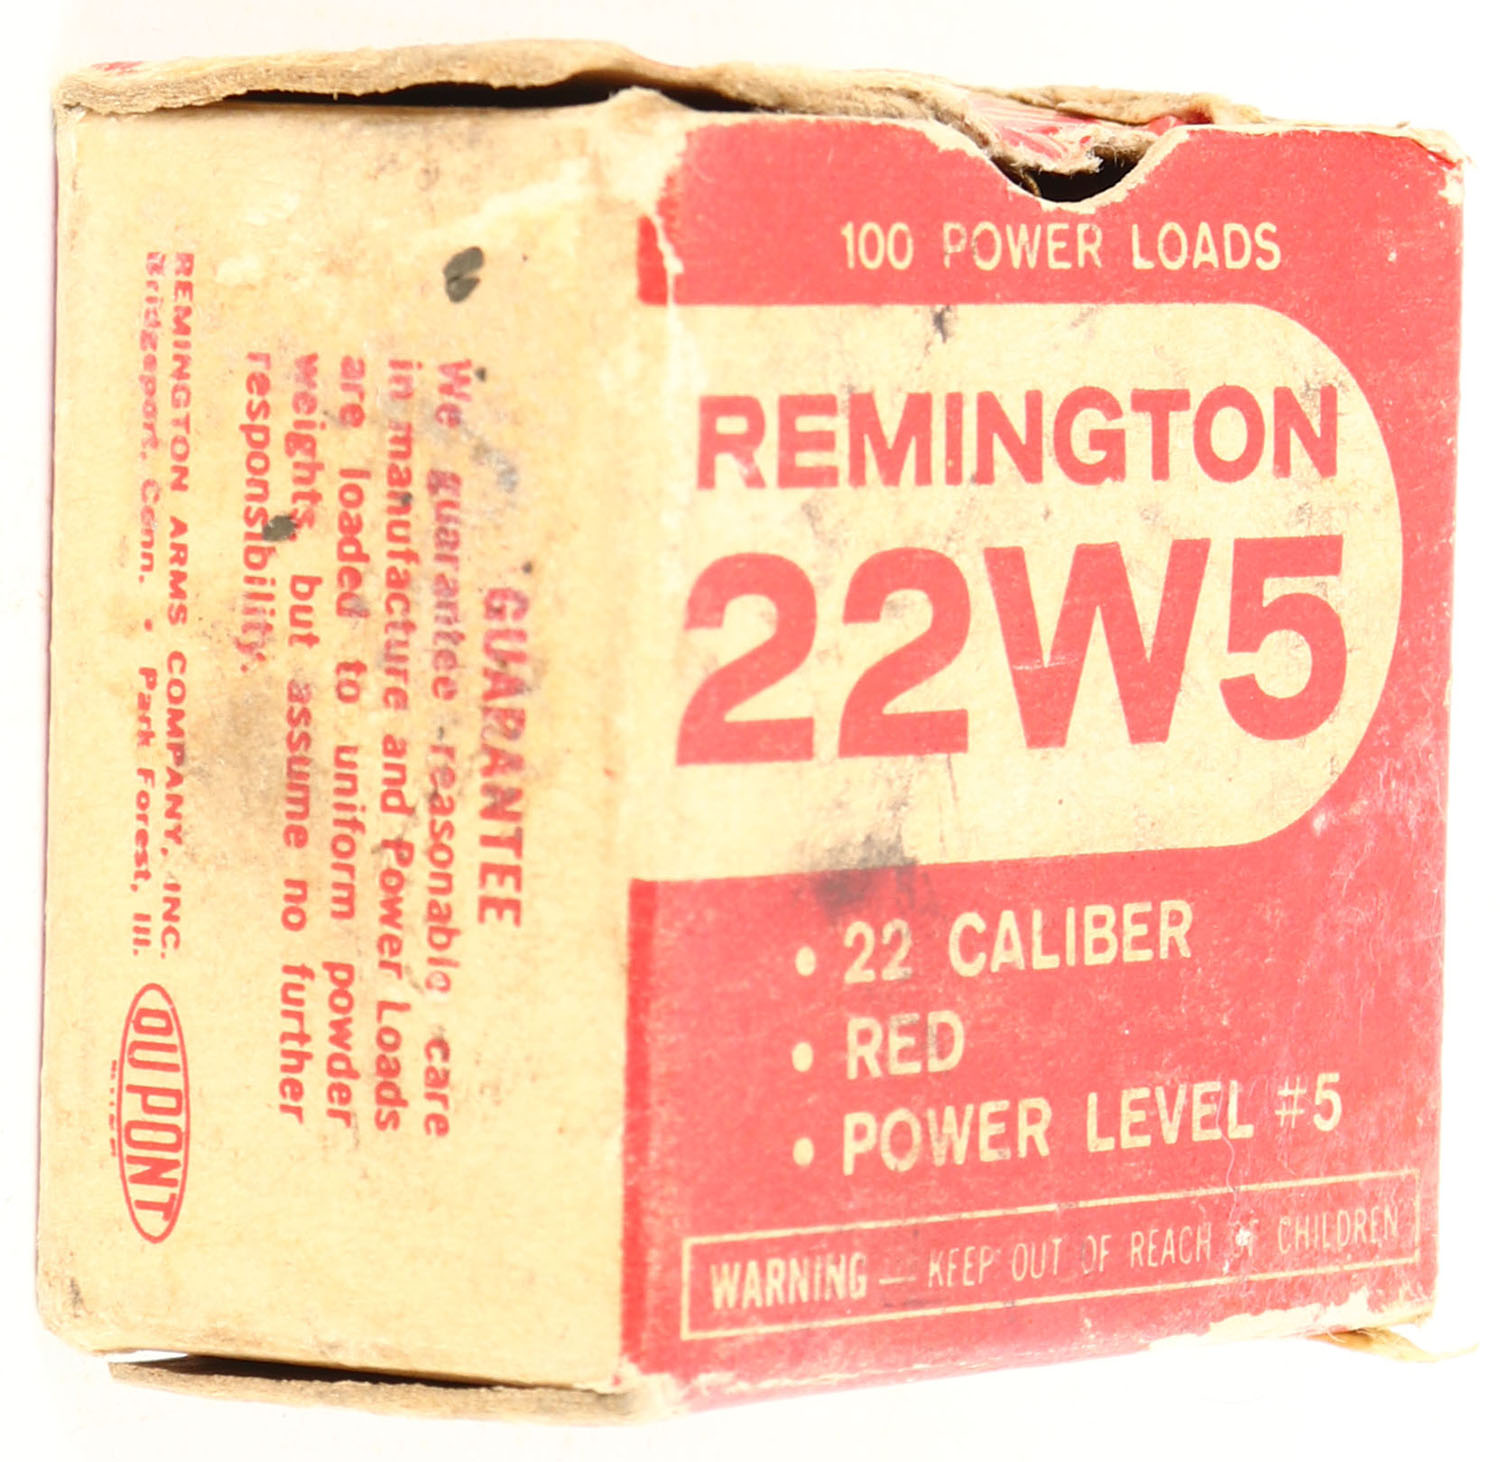 100 POWER LOADS
REMINGTON
22W5
• 22 CALIBER
• RED
• POWER LEVEL #5
WARNING — KEEP OUT OF REACH OF CHILDREN
GUARANTEE
We guarantee reasonable care
in manufacture and Power Loads
are loaded to uniform powder
weights, but assume no further
responsibility.
REMINGTON ARMS COMPANY, INC.
Bridgeport, Conn. • Park Forest, Ill.
DU PONT